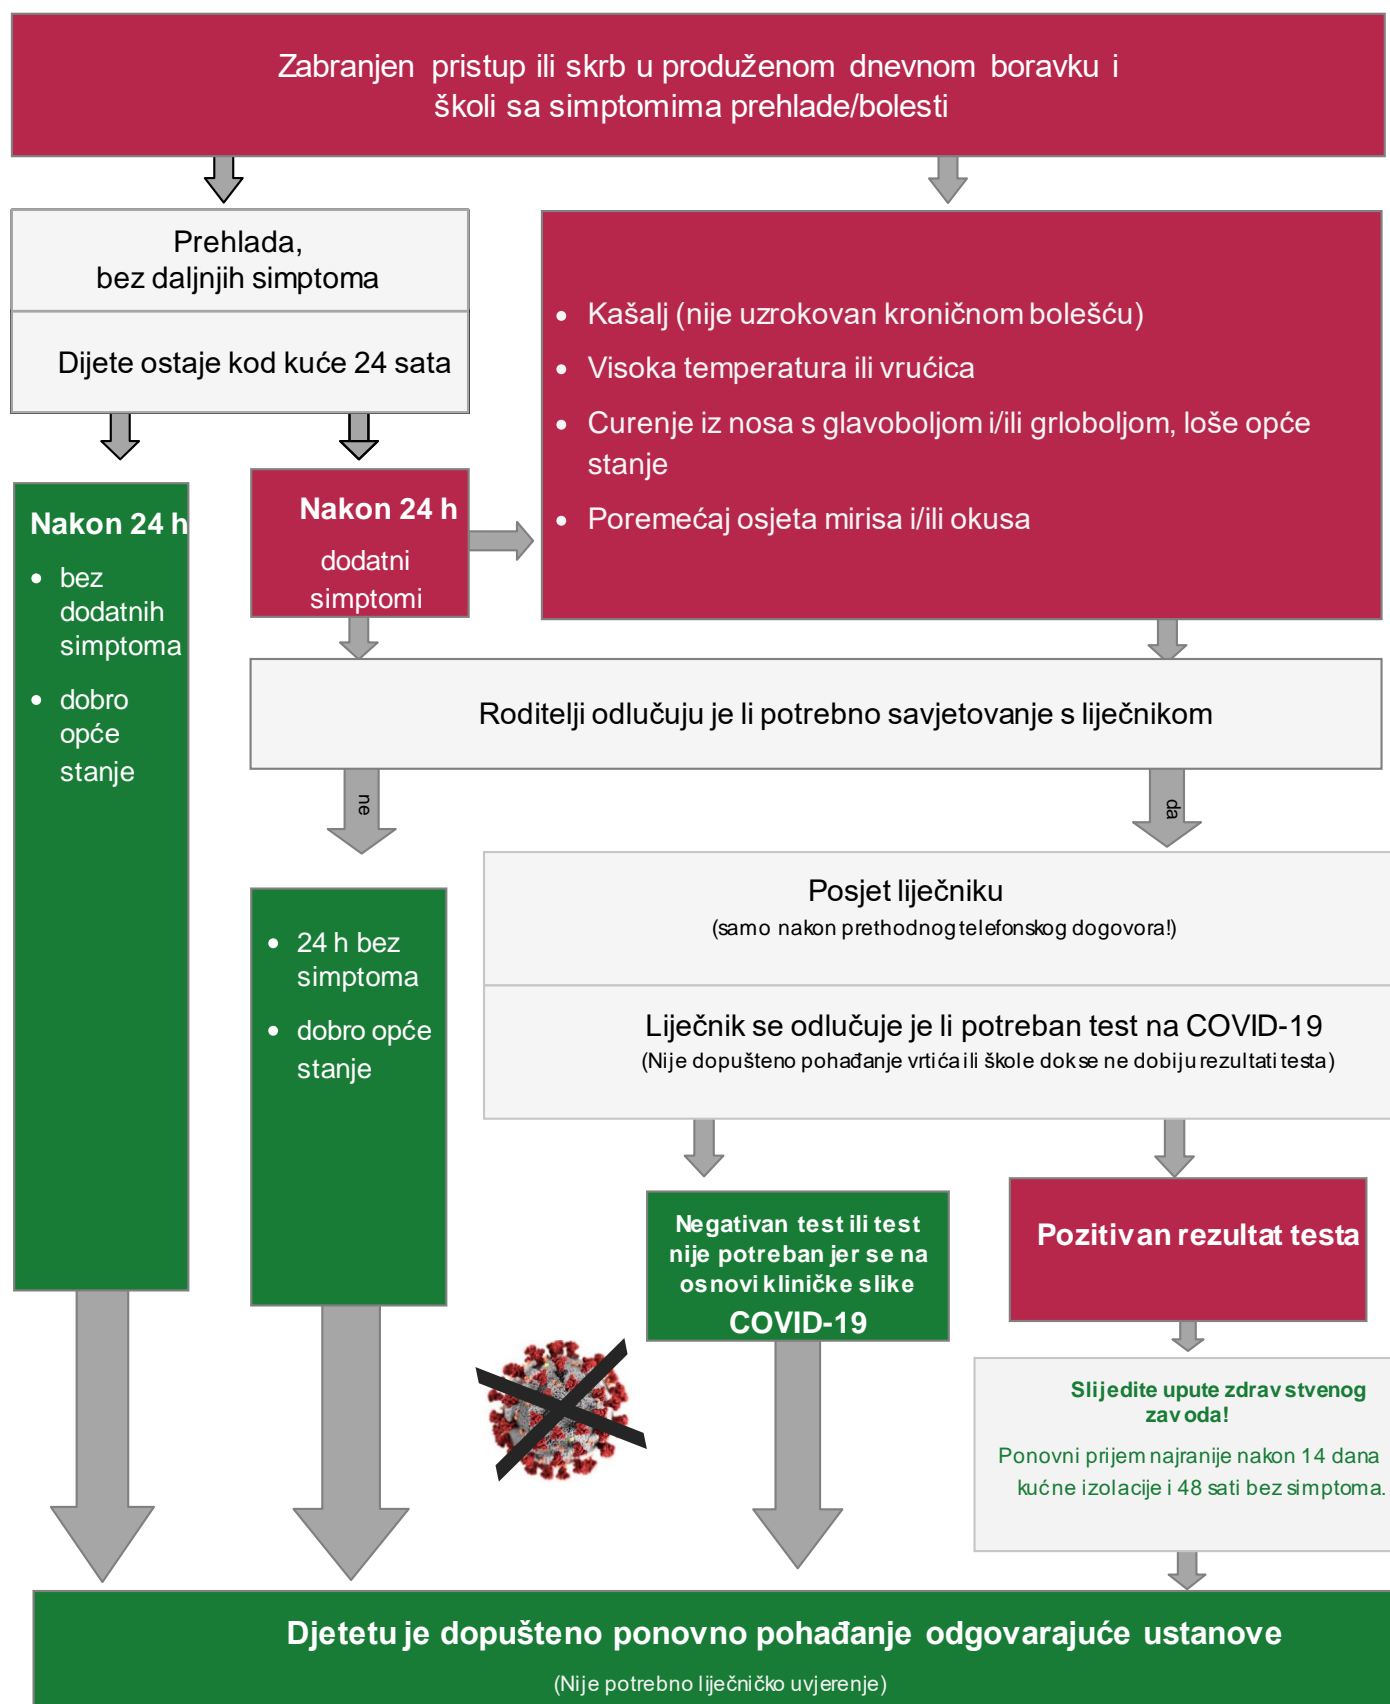 Zabranjen pristup ili skrb u produženom dnevnom boravku i
školi sa simptomima prehlade/bolesti
Prehlada,
bez daljnjih simptoma
Dijete ostaje kod kuće 24 sata
• Kašalj (nije uzrokovan kroničnom bolešću)
• Visoka temperatura ili vrućica
• Curenje iz nosa s glavoboljom i/ili grloboljom, loše opće
stanje
• Poremećaj osjeta mirisa i/ili okusa
Nakon 24 h
• bez
dodatnih
simptoma
• dobro
opće
stanje
Nakon 24 h
dodatni
simptomi
Roditelji odlučuju je li potrebno savjetovanje s liječnikom
ne
da
• 24 h bez
simptoma
• dobro opće
stanje
Posjet liječniku
(samo nakon prethodnog telefonskog dogovora!)
Liječnik se odlučuje je li potreban test na COVID-19
(Nije dopušteno pohađanje vrtića ili škole dok se ne dobiju rezultati testa)
Negativan test ili test
nije potreban jer se na
osnovi kliničke slike
COVID-19
Pozitivan rezultat testa
Slijedite upute zdravstvenog
zavoda!
Ponovni prijem najranije nakon 14 dana
kućne izolacije i 48 sati bez simptoma.
Djetetu je dopušteno ponovno pohađanje odgovarajuće ustanove
(Nije potrebno liječničko uvjerenje)